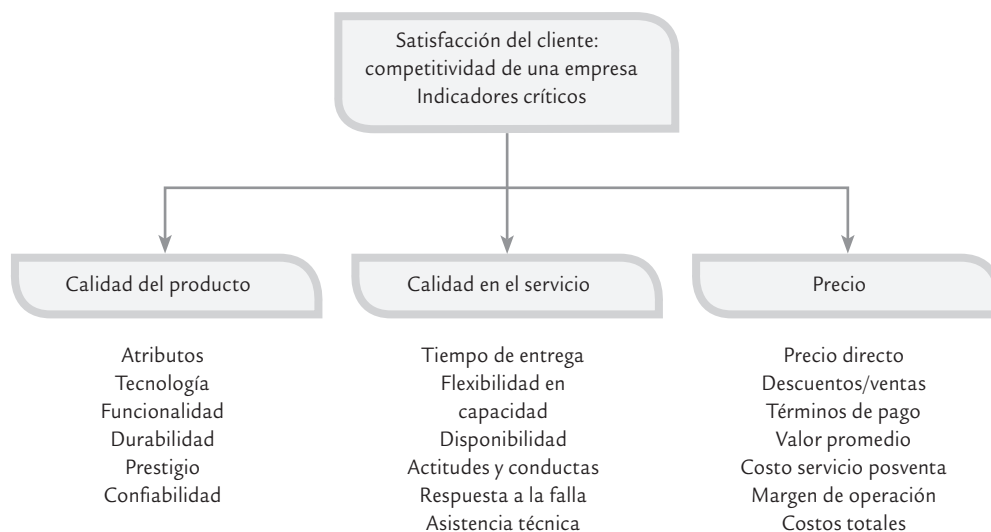 Satisfacción del cliente:
competitividad de una empresa
Indicadores críticos
Calidad del producto
Calidad en el servicio
Precio
Atributos
Tecnología
Funcionalidad
Durabilidad
Prestigio
Confiabilidad
Tiempo de entrega
Flexibilidad en
capacidad
Disponibilidad
Actitudes y conductas
Respuesta a la falla
Asistencia técnica
Precio directo
Descuentos/ventas
Términos de pago
Valor promedio
Costo servicio posventa
Margen de operación
Costos totales